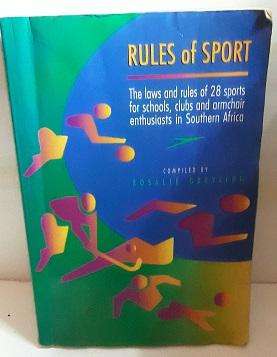 RULES of SPORT
The laws and rules of 28 sports
for schools, clubs and armchair
enthusiasts in Southern Africa
COMPILED BY
ROSALIE